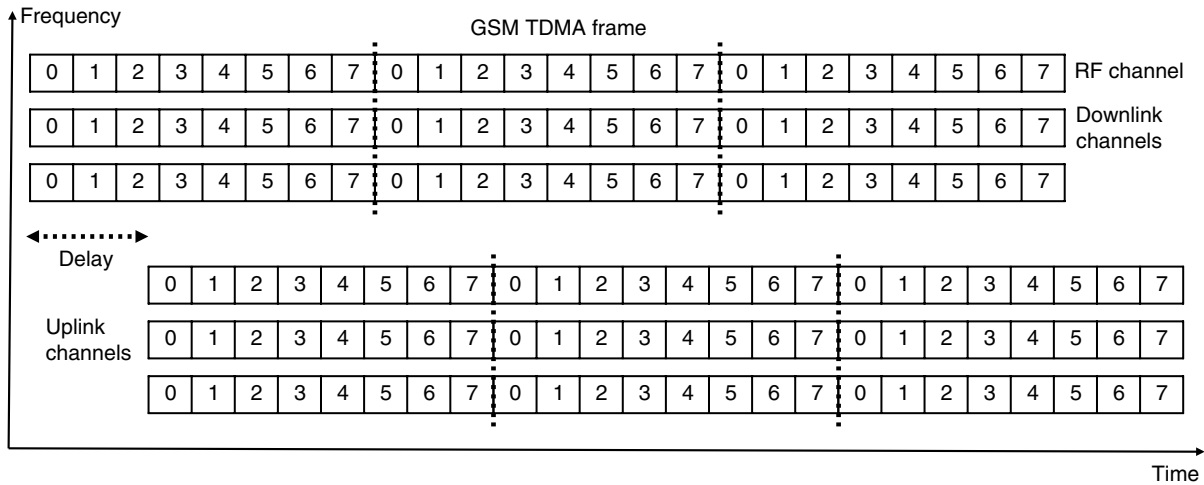 Frequency
GSM TDMA frame
0 1 2 3 4 5 6 7 0 1 2 3 4 5 6 7 0 1 2 3 4 5 6 7 RF channel
0 1 2 3 4 5 6 7 0 1 2 3 4 5 6 7 0 1 2 3 4 5 6 7 Downlink
channels
0 1 2 3 4 5 6 7 0 1 2 3 4 5 6 7 0 1 2 3 4 5 6 7
Delay
0 1 2 3 4 5 6 7 0 1 2 3 4 5 6 7 0 1 2 3 4 5 6 7
Uplink
channels
0 1 2 3 4 5 6 7 0 1 2 3 4 5 6 7 0 1 2 3 4 5 6 7
0 1 2 3 4 5 6 7 0 1 2 3 4 5 6 7 0 1 2 3 4 5 6 7
Time